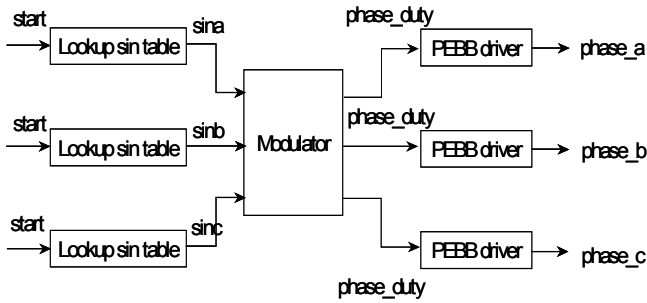 start
Lookup sin table
sina
phase_duty
PEBB driver
phase_a
start
Lookup sin table
sinb
Modulator
phase_duty
PEBB driver
phase_b
start
Lookup sin table
sinc
phase_duty
PEBB driver
phase_c